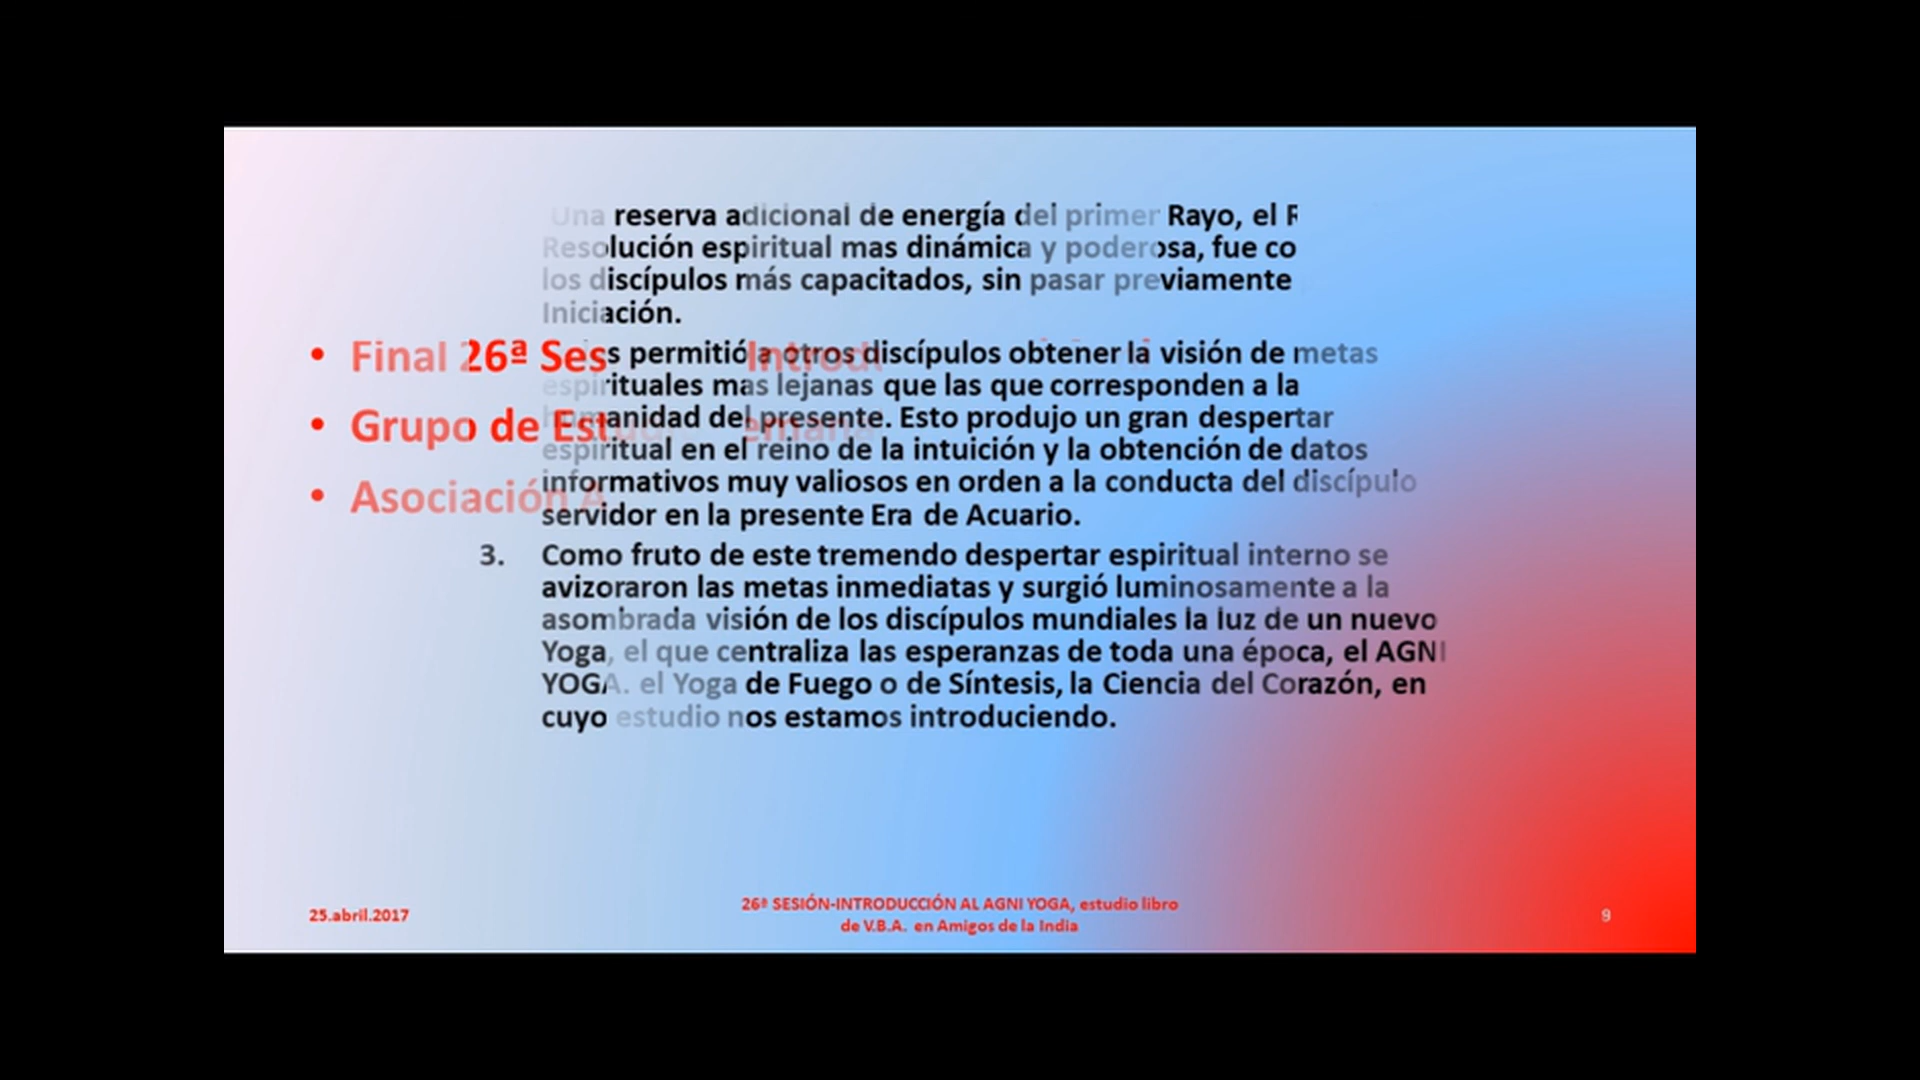 Una reserva adicional de energía del primer Rayo, el
Resolución espiritual mas dinámica y poderosa, fue co
los discípulos más capacitados, sin pasar previamente
Iniciación.
s permitió a otros discípulos obtener la visión de metas
espirituales mas lejanas que las que corresponden a la
humanidad del presente. Esto produjo un gran despertar
espiritual en el reino de la intuición y la obtención de datos
informativos muy valiosos en orden a la conducta del discípulo
servidor en la presente Era de Acuario.
3. Como fruto de este tremendo despertar espiritual interno se
avizoraron las metas inmediatas y surgió luminosamente a la
asombrada visión de los discípulos mundiales la luz de un nuevo
Yoga, el que centraliza las esperanzas de toda una época, el AGNI
YOGA. el Yoga de Fuego o de Síntesis, la Ciencia del Corazón, en
cuyo estudio nos estamos introduciendo.
• Final 26ª Ses Introd
• Grupo de Estud emana
• Asociación A
25.abril.2017
26ª SESIÓN-INTRODUCCIÓN AL AGNI YOGA, estudio libro
de V.B.A. en Amigos de la India
9